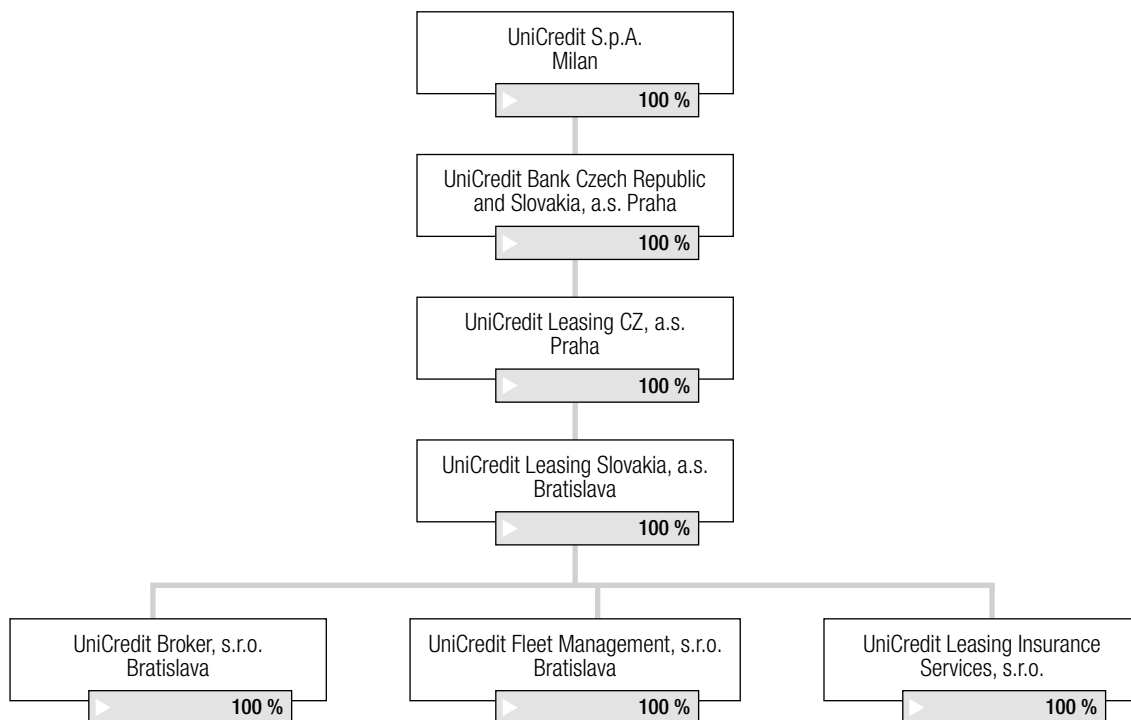 UniCredit S.p.A.
Milan
100 %
UniCredit Bank Czech Republic
and Slovakia, a.s. Praha
100 %
UniCredit Leasing CZ, a.s.
Praha
100 %
UniCredit Leasing Slovakia, a.s.
Bratislava
100 %
UniCredit Broker, s.r.o.
Bratislava
100 %
UniCredit Fleet Management, s.r.o.
Bratislava
100 %
UniCredit Leasing Insurance
Services, s.r.o.
100 %